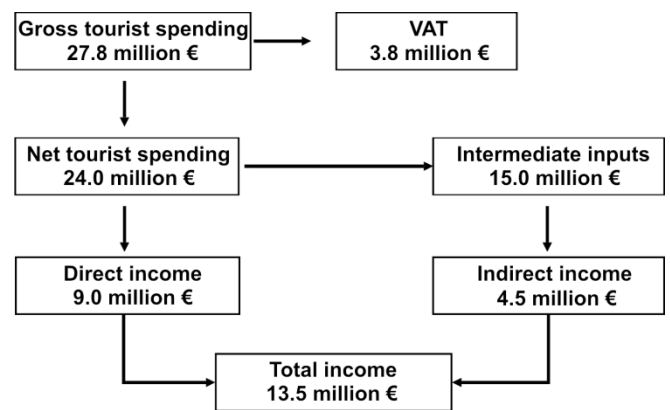 Gross tourist spending
27.8 million €
VAT
3.8 million €
Net tourist spending
24.0 million €
Intermediate inputs
15.0 million €
Direct income
9.0 million €
Indirect income
4.5 million €
Total income
13.5 million €